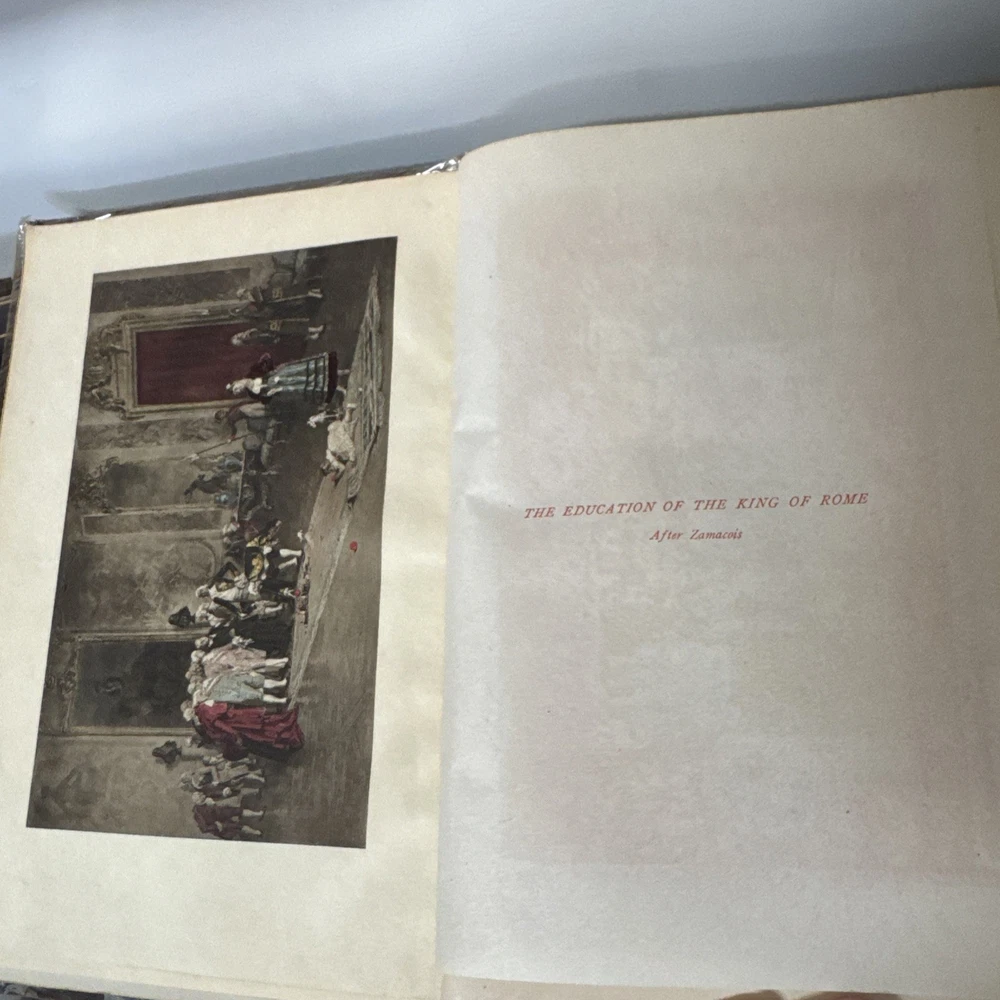 THE EDUCATION OF THE KING OF ROME
After Zamacois